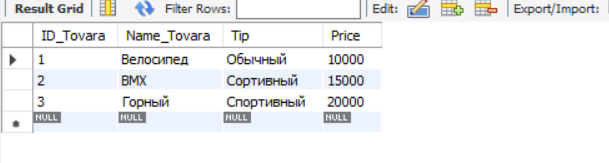 Result Grid Filter Rows: Edit: Export/Import:
ID_Tovara Name_Tovara Tip Price
1 Велосипед Обычный 10000
2 BMX Сортивный 15000
3 Горный Спортивный 20000
NULL NULL NULL NULL